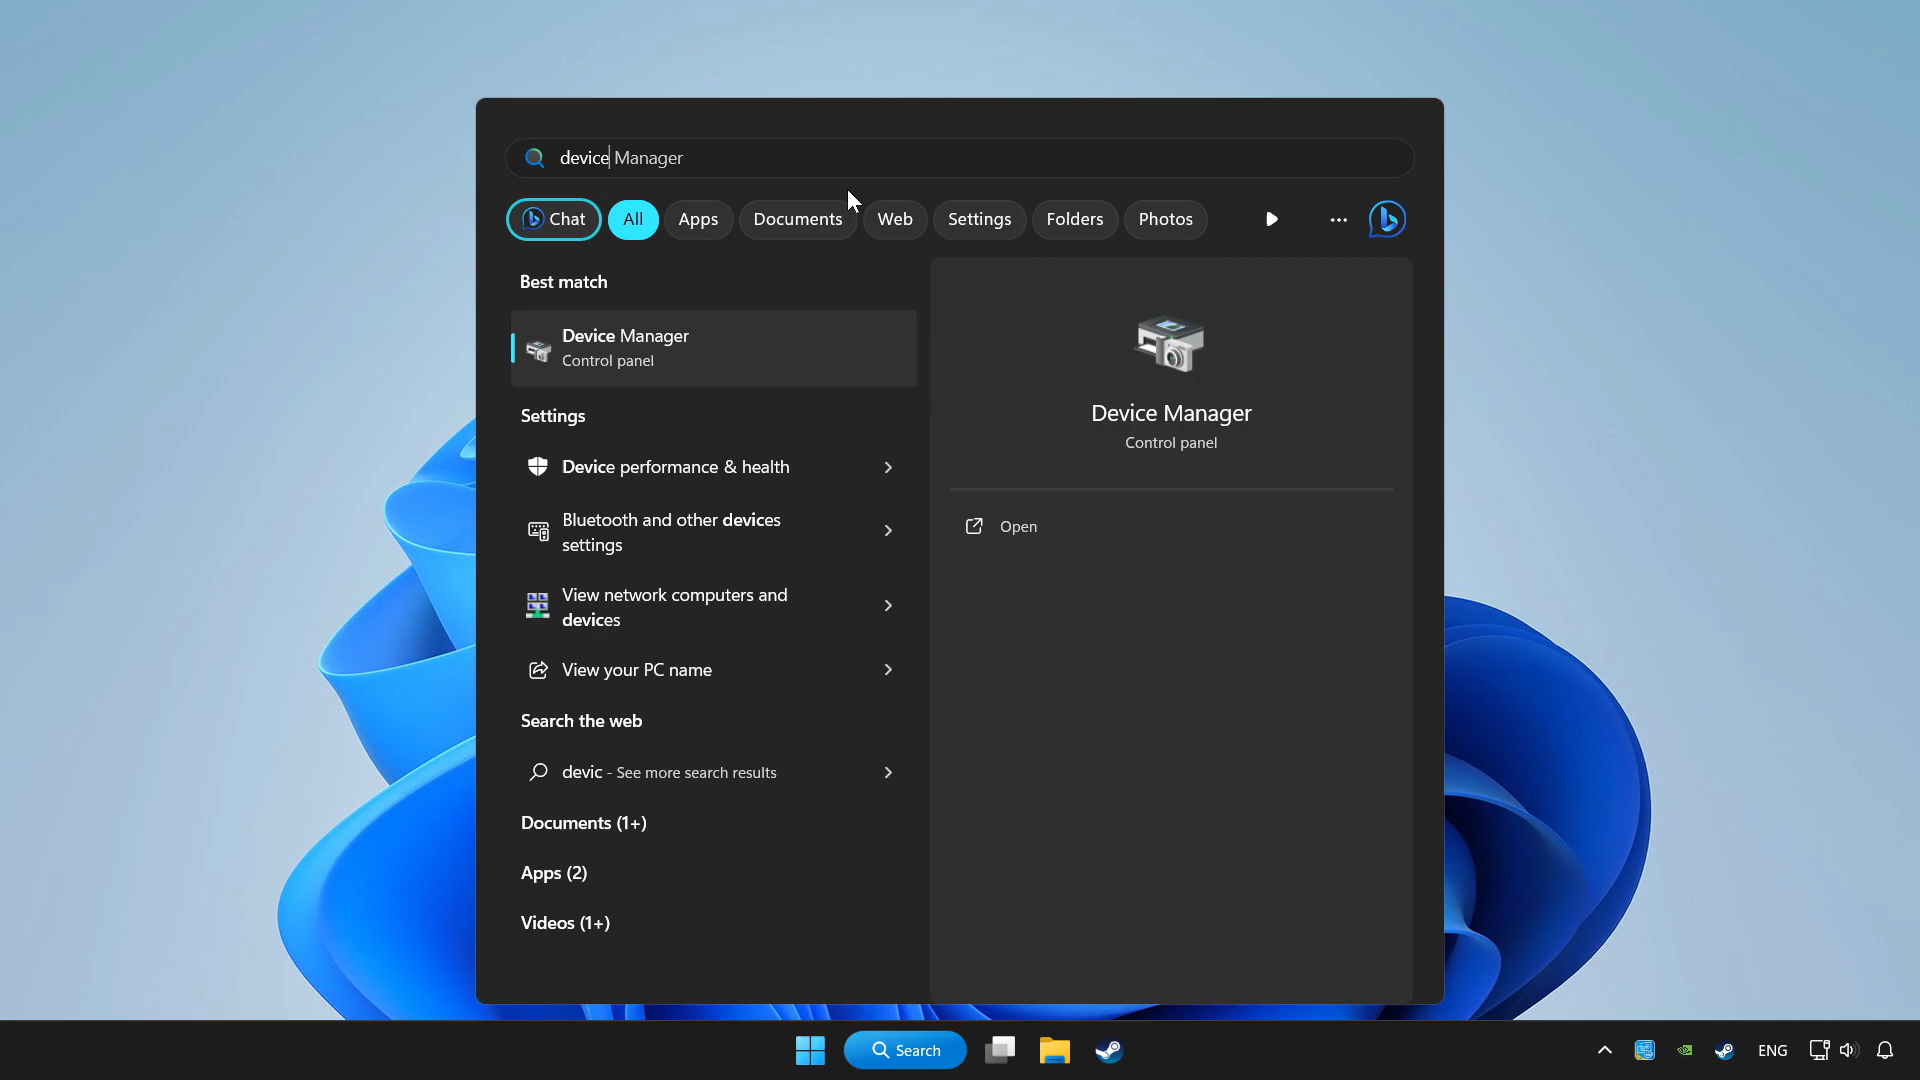 device Manager
Chat All Apps Documents Web Settings Folders Photos
Best match
Device Manager
Control panel
Settings
Device performance & health
Bluetooth and other devices
settings
View network computers and
devices
View your PC name
Search the web
devic - See more search results
Documents (1+)
Apps (2)
Videos (1+)
Device Manager
Control panel
Open
Search
ENG